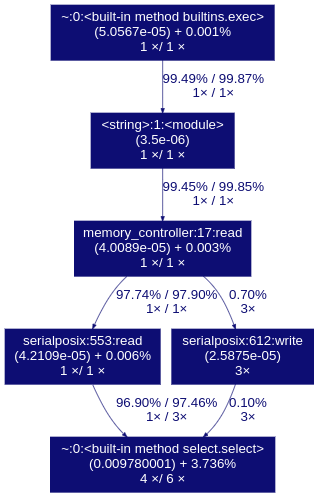 ~:0:<built-in method builtins.exec>
(5.0567e-05) + 0.001%
1 ×/ 1 ×
99.49% / 99.87%
1× / 1×
<string>:1:<module>
(3.5e-06)
1 ×/ 1 ×
99.45% / 99.85%
1× / 1×
memory_controller:17:read
(4.0089e-05) + 0.003%
1 ×/ 1 ×
97.74% / 97.90%
1× / 1×
0.70%
3×
serialposix:553:read
(4.2109e-05) + 0.006%
1 ×/ 1 ×
serialposix:612:write
(2.5875e-05)
3×
96.90% / 97.46%
1× / 3×
0.10%
3×
~:0:<built-in method select.select>
(0.009780001) + 3.736%
4 ×/ 6 ×